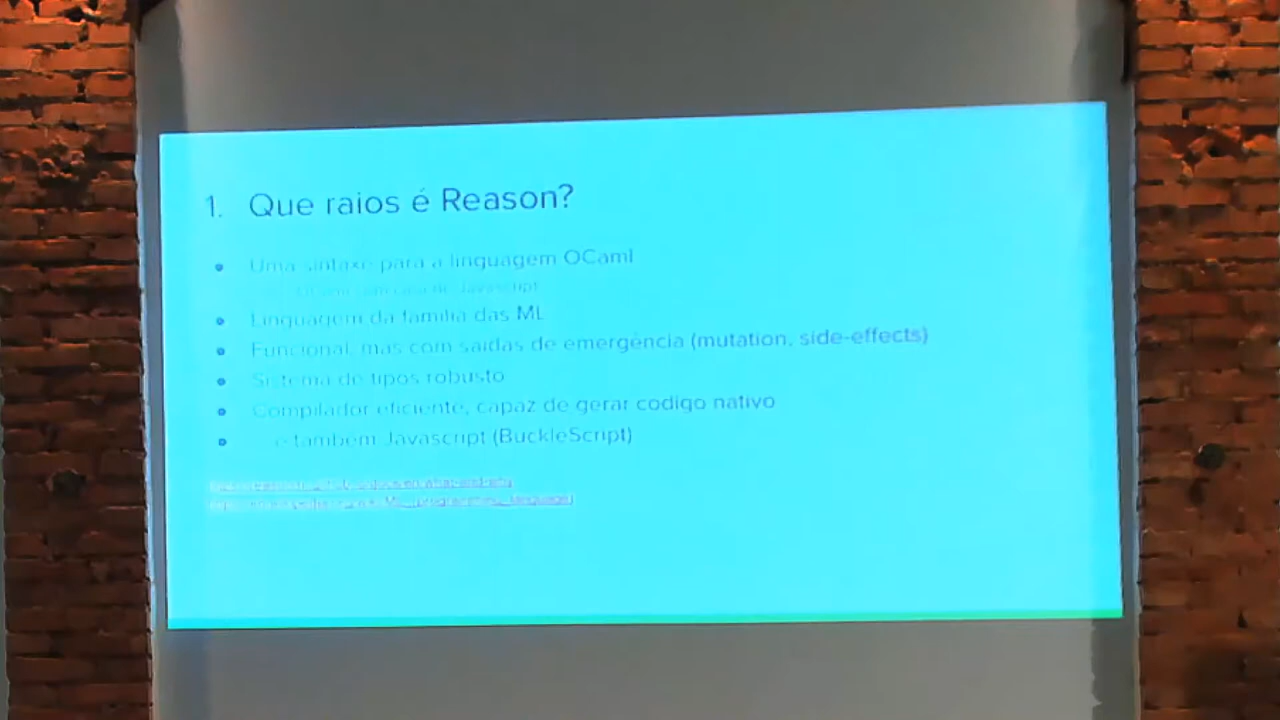 1. Que raios é Reason?
Uma sintaxe para a linguagem OCaml
Javascript
Linguagem da família das ML
Funcional, mas com saídas de emergência (mutation, side-effects)
Sistema de tipos robusto
Compilador eficiente, capaz de gerar codigo nativo
e também Javascript (BuckleScript)